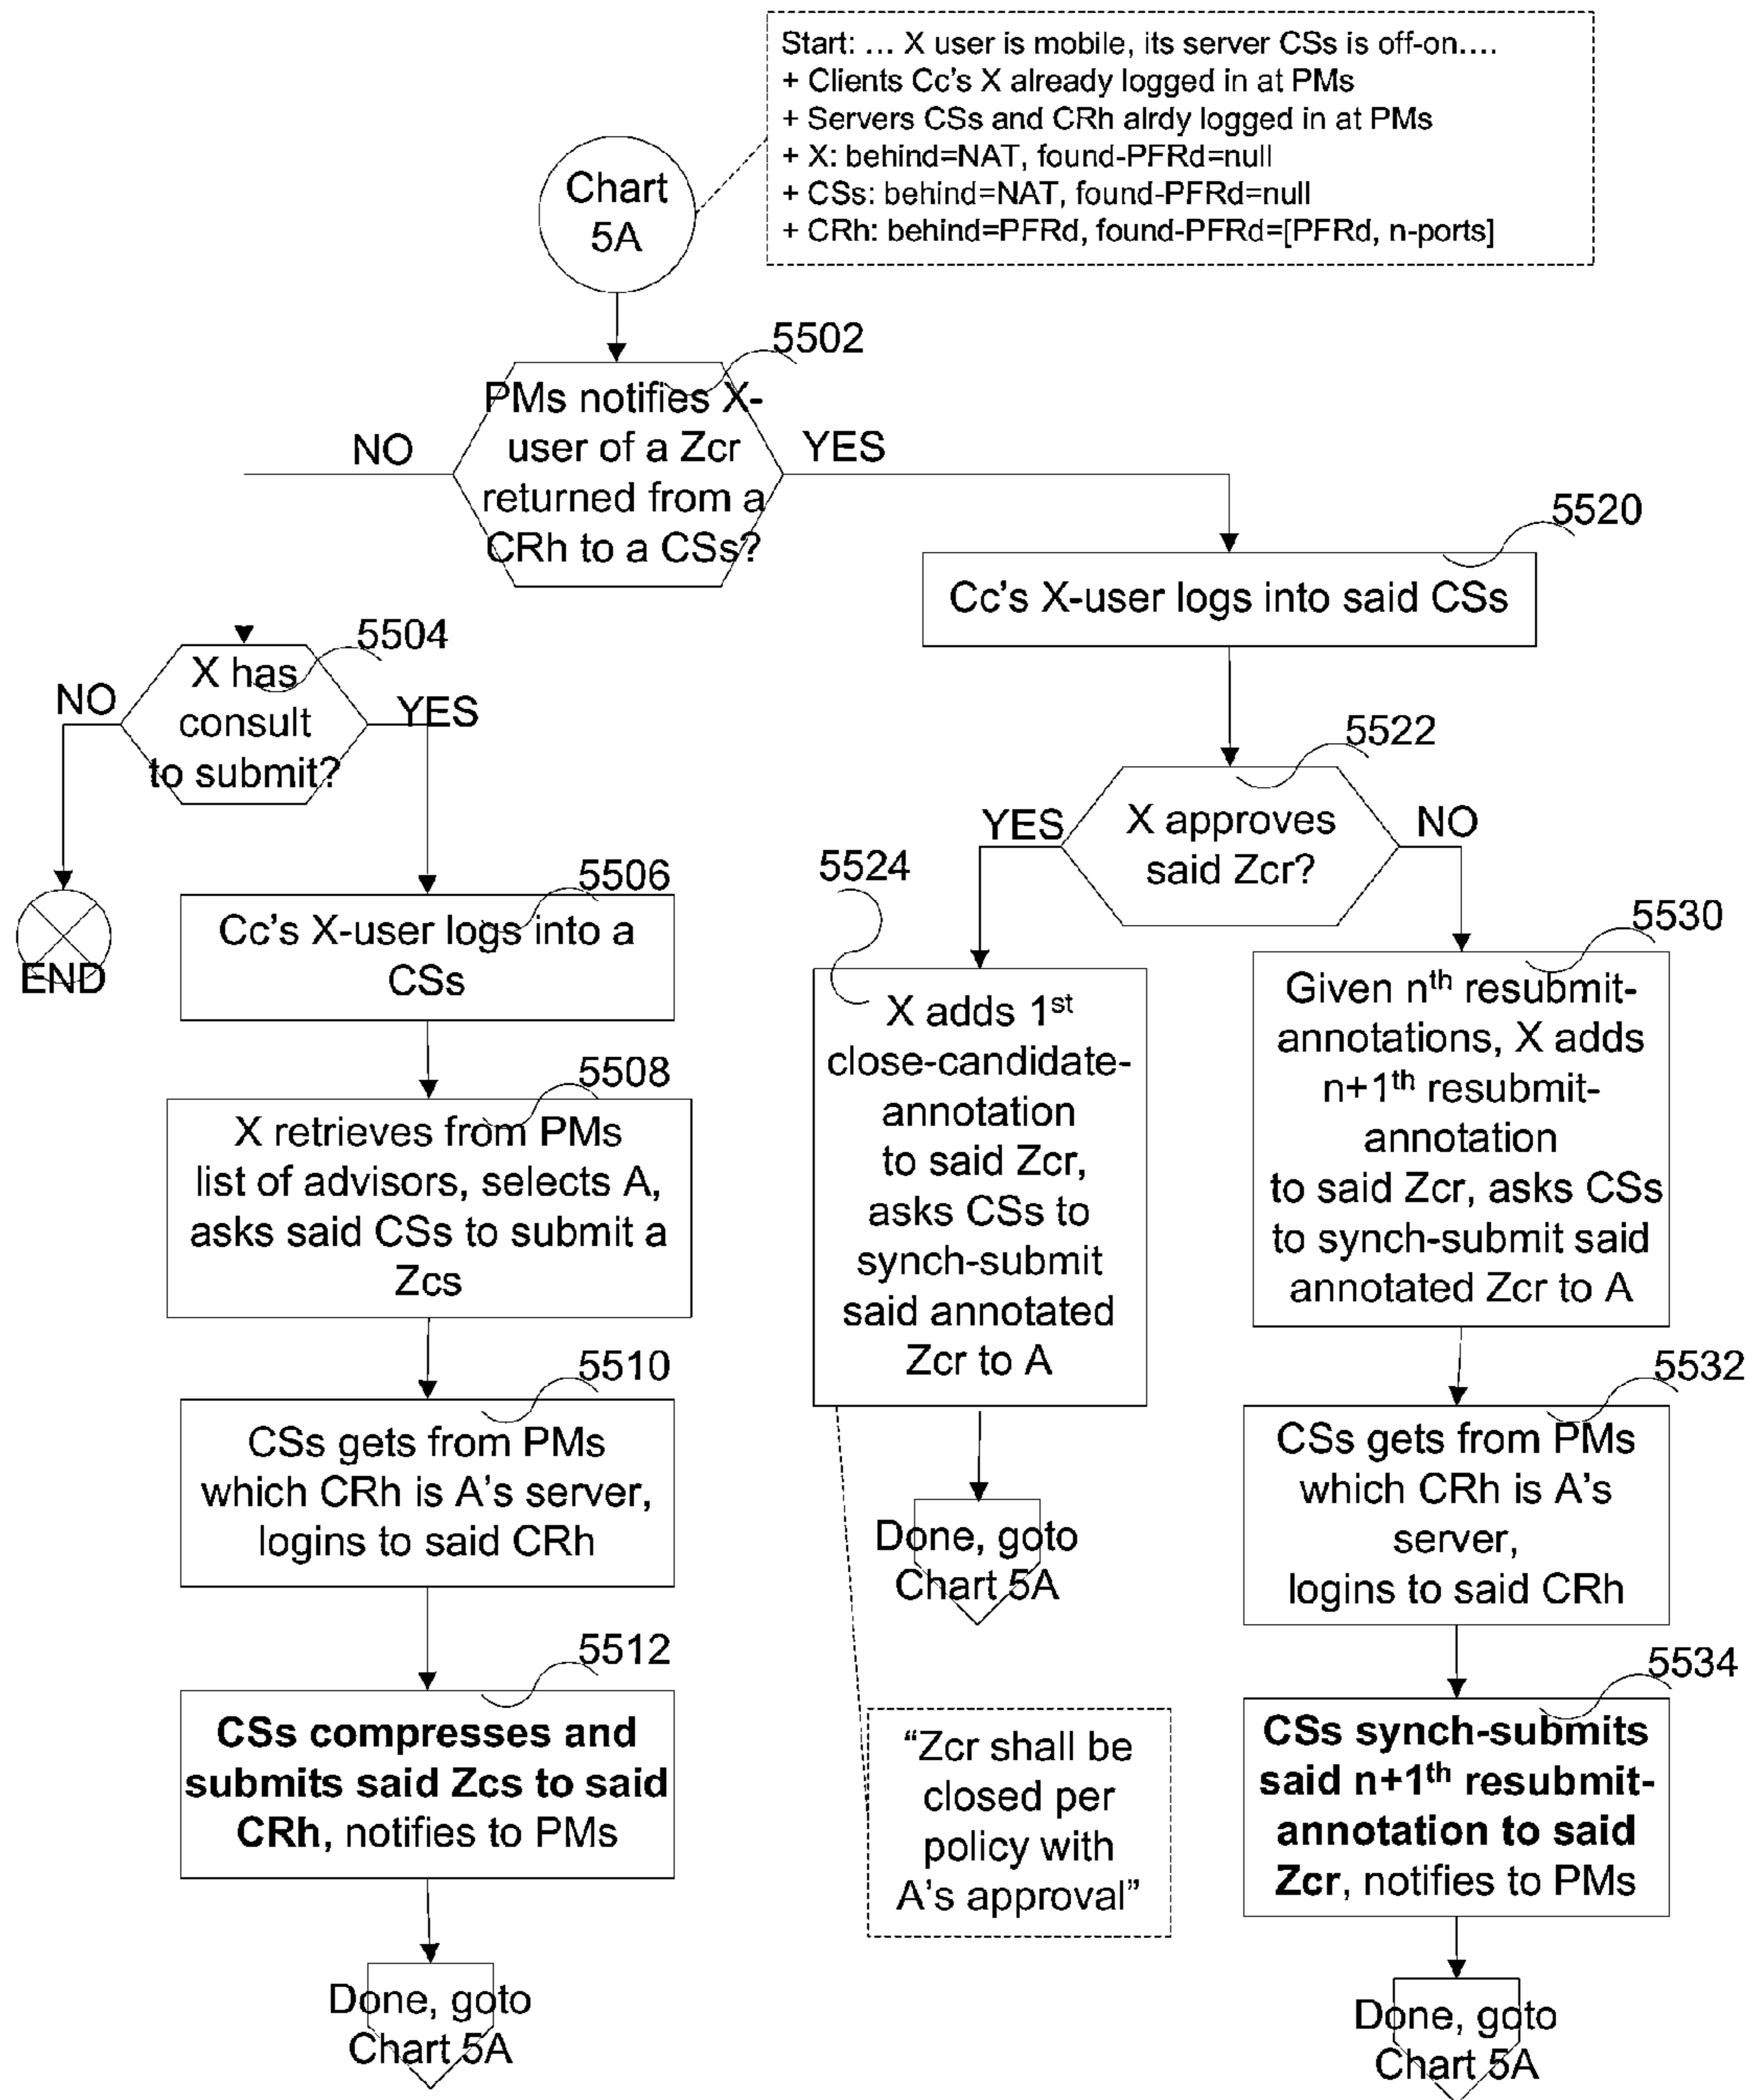 Start: ... X user is mobile, its server CSs is off-on....
+ Clients Cc's X already logged in at PMs
+ Servers CSs and CRh alrdy logged in at PMs
+ X: behind=NAT, found-PFRd=null
+ CSs: behind=NAT, found-PFRd=null
+ CRh: behind=PFRd, found-PFRd=[PFRd, n-ports]
Chart
5A
5502
PMs notifies X-
user of a Zcr
returned from a
CRh to a CSs?
NO
YES
5504
X has
consult
to submit?
NO
YES
END
5506
Cc's X-user logs into a
CSs
5508
X retrieves from PMs
list of advisors, selects A,
asks said CSs to submit a
Zcs
5510
CSs gets from PMs
which CRh is A's server,
logins to said CRh
5512
CSs compresses and
submits said Zcs to said
CRh, notifies to PMs
Done, goto
Chart 5A
5520
Cc's X-user logs into said CSs
5522
X approves
said Zcr?
YES
NO
5524
X adds 1st
close-candidate-
annotation
to said Zcr,
asks CSs to
synch-submit
said annotated
Zcr to A
Done, goto
Chart 5A
"Zcr shall be
closed per
policy with
A's approval"
5530
Given nth resubmit-
annotations, X adds
n+1th resubmit-
annotation
to said Zcr, asks CSs
to synch-submit said
annotated Zcr to A
5532
CSs gets from PMs
which CRh is A's
server,
logins to said CRh
5534
CSs synch-submits
said n+1th resubmit-
annotation to said
Zcr, notifies to PMs
Done, goto
Chart 5A